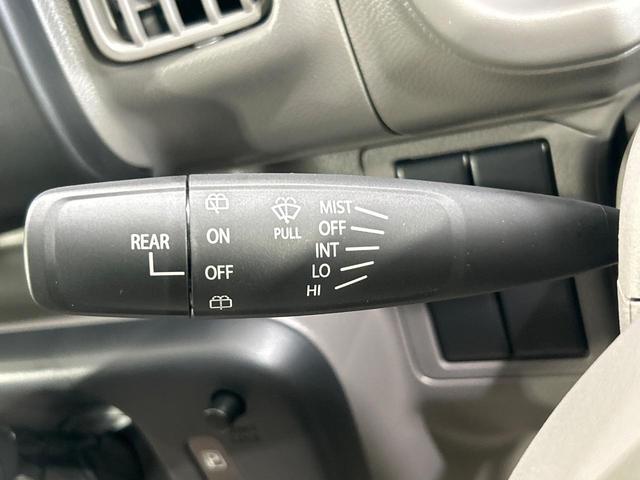 REAR
ON
OFF
PULL
MIST
OFF
INT
LO
HI